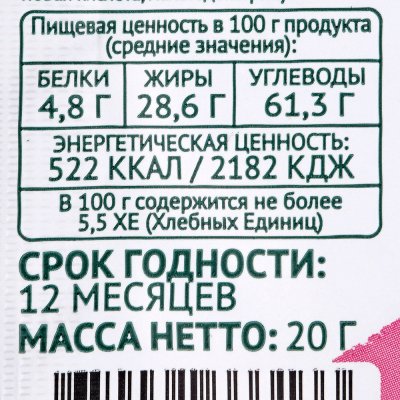 Пищевая ценность в 100 г продукта
(средние значения):
БЕЛКИ ЖИРЫ УГЛЕВОДЫ
4,8 Г 28,6 Г 61,3 Г
ЭНЕРГЕТИЧЕСКАЯ ЦЕННОСТЬ:
522 ККАЛ / 2182 КДЖ
В 100 г содержится не более
5,5 ХЕ (Хлебных Единиц)
СРОК ГОДНОСТИ:
12 МЕСЯЦЕВ
МАССА НЕТТО: 20 Г